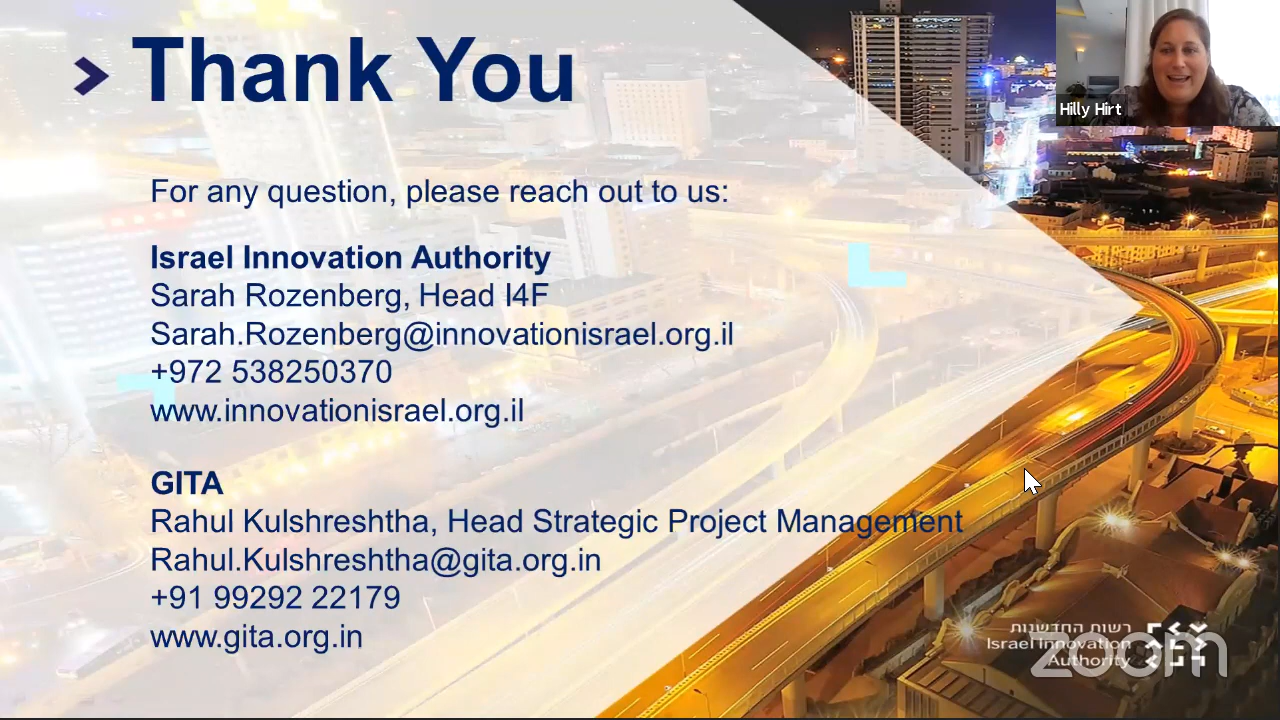 Thank You
Hilly Hirt
For any question, please reach out to us:
Israel Innovation Authority
Sarah Rozenberg, Head I4F
Sarah.Rozenberg@innovationisrael.org.il
+972 538250370
www.innovationisrael.org.il
GITA
Rahul Kulshreshtha, Head Strategic Project Management
Rahul.Kulshreshtha@gita.org.in
+91 99292 22179
www.gita.org.in
רשות החדשנות
Israel Innovation
Authority
zoom